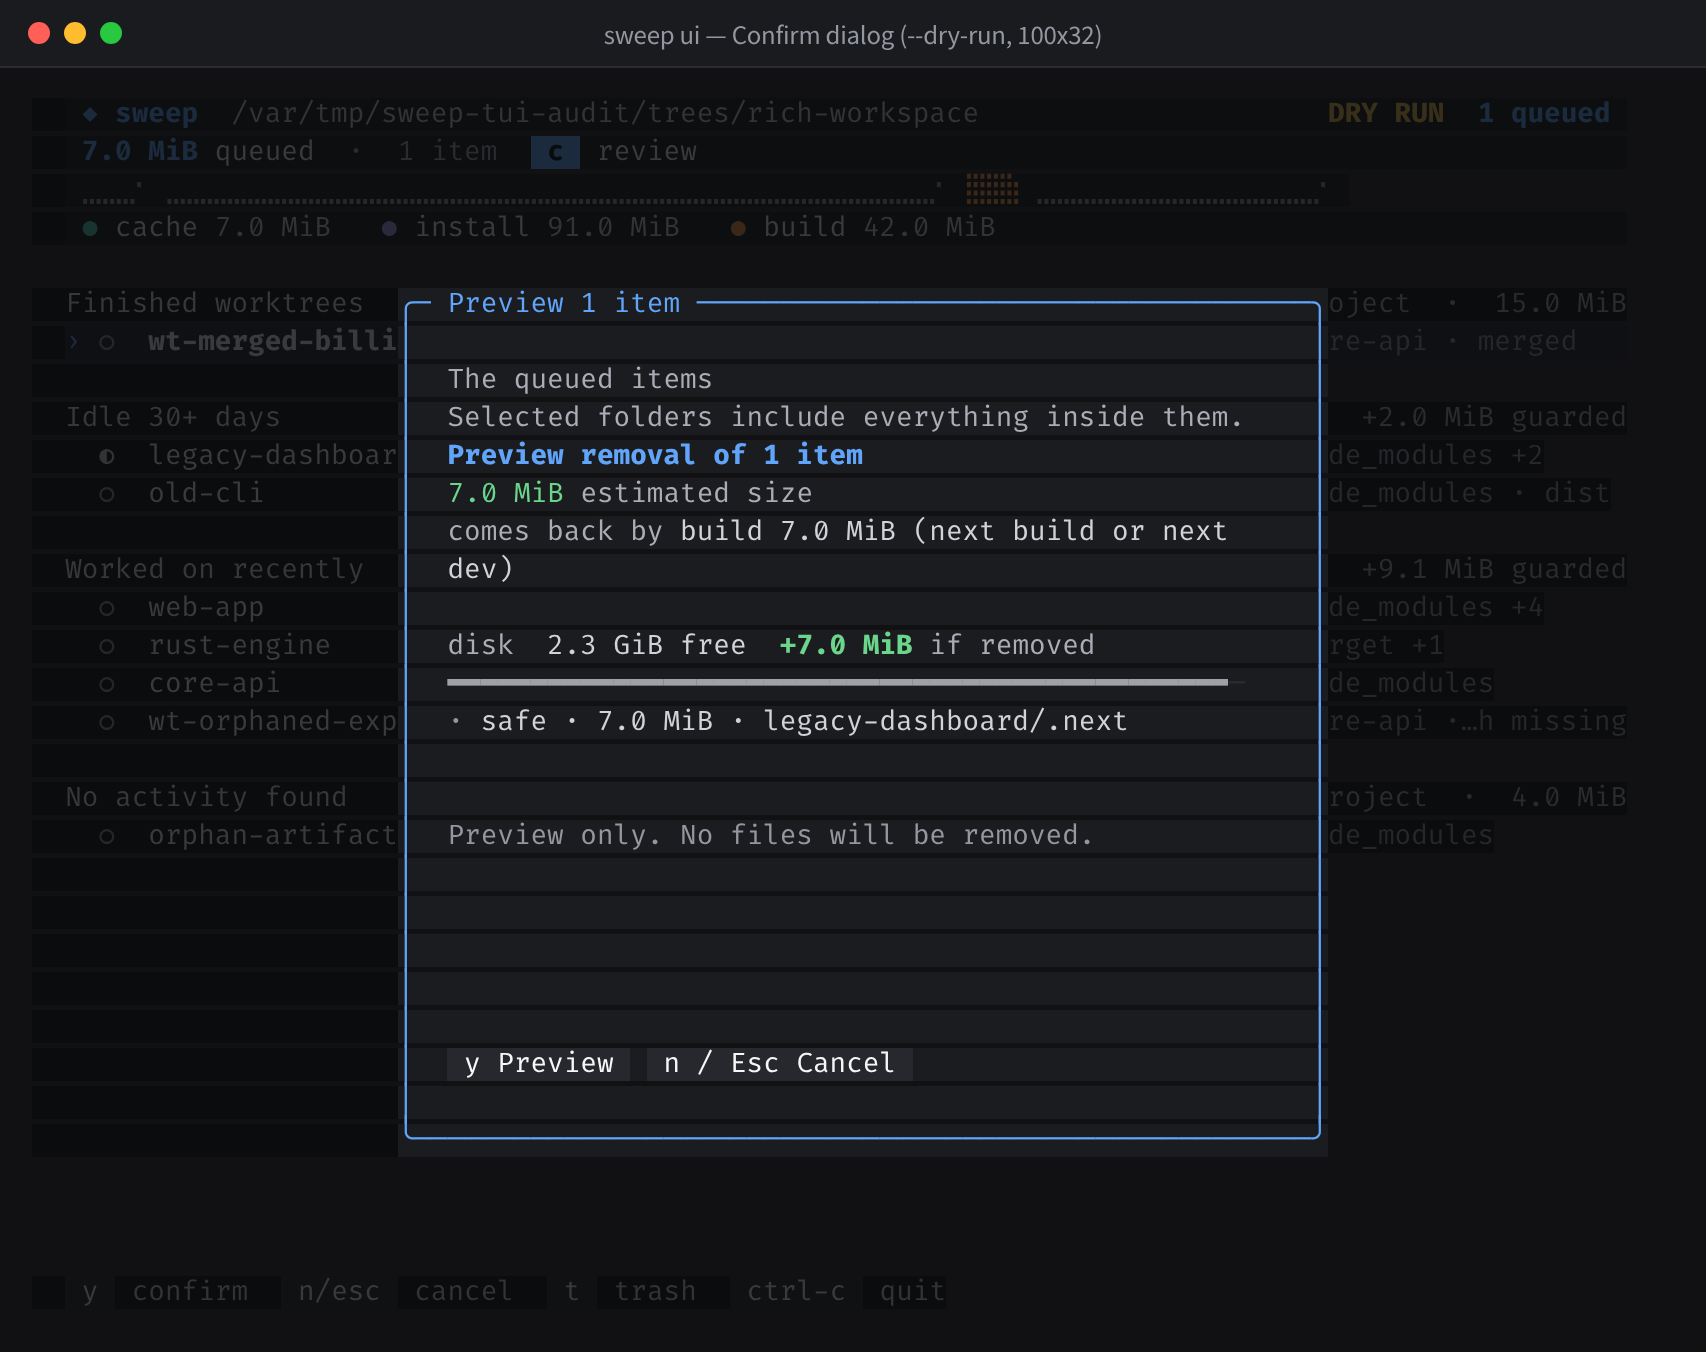 sweep ui — Confirm dialog (--dry-run, 100x32)
◆ sweep /var/tmp/sweep-tui-audit/trees/rich-workspace DRY RUN 1 queued
7.0 MiB queued · 1 item c review
● cache 7.0 MiB ● install 91.0 MiB ● build 42.0 MiB
Finished worktrees
oject · 15.0 MiB
› ○ wt-merged-billi
re-api · merged
Idle 30+ days
+2.0 MiB guarded
◐ legacy-dashboar
de_modules +2
○ old-cli
de_modules · dist
Worked on recently
+9.1 MiB guarded
○ web-app
de_modules +4
○ rust-engine
rget +1
○ core-api
de_modules
○ wt-orphaned-exp
re-api ·…h missing
No activity found
roject · 4.0 MiB
○ orphan-artifact
de_modules
Preview 1 item
The queued items
Selected folders include everything inside them.
Preview removal of 1 item
7.0 MiB estimated size
comes back by build 7.0 MiB (next build or next
dev)
disk 2.3 GiB free +7.0 MiB if removed
· safe · 7.0 MiB · legacy-dashboard/.next
Preview only. No files will be removed.
y Preview n / Esc Cancel
y confirm n/esc cancel t trash ctrl-c quit